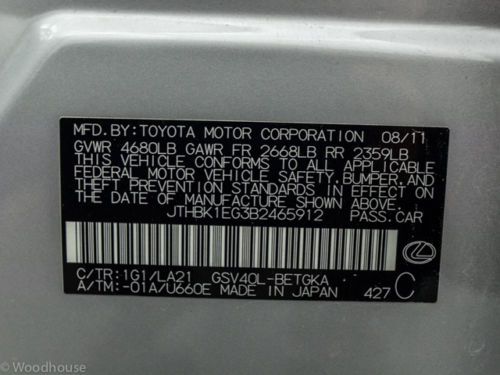 MFD.BY:TOYOTA MOTOR CORPORATION 08/11
GVWR 4680LB GAWR FR 2668LB RR 2359LB
THIS VEHICLE CONFORMS TO ALL APPLICABLE
FEDERAL MOTOR VEHICLE SAFETY,BUMPER,AND
THEFT PREVENTION STANDARDS IN EFFECT ON
THE DATE OF MANUFACTURE SHOWN ABOVE.
JTHBK1EG3B2465912 PASS.CAR
C/TR:1G1/LA21 GSV40L-BETGKA
A/TM:-01A/U660E MADE IN JAPAN 427 C
© Woodhouse